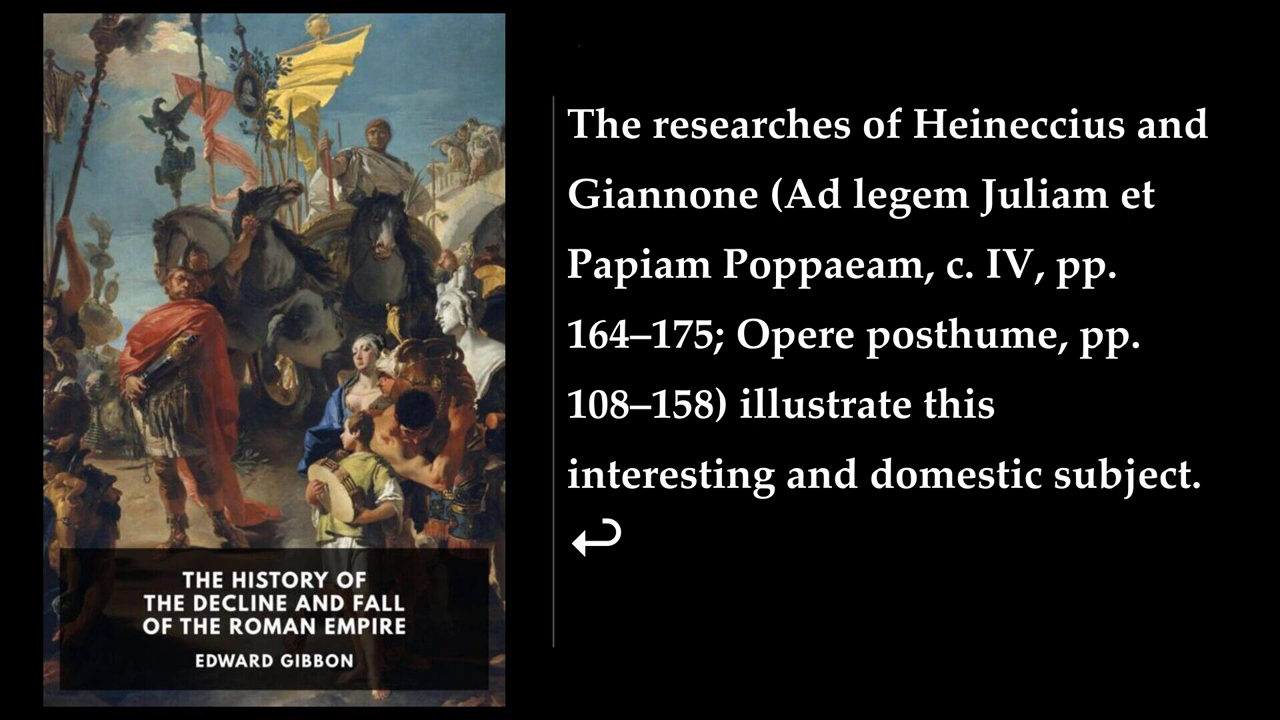 The researches of Heineccius and
Giannone (Ad legem Juliam et
Papiam Poppaeam, c. IV, pp.
164–175; Opere posthume, pp.
108–158) illustrate this
interesting and domestic subject.
↩
THE HISTORY OF
THE DECLINE AND FALL
OF THE ROMAN EMPIRE
EDWARD GIBBON